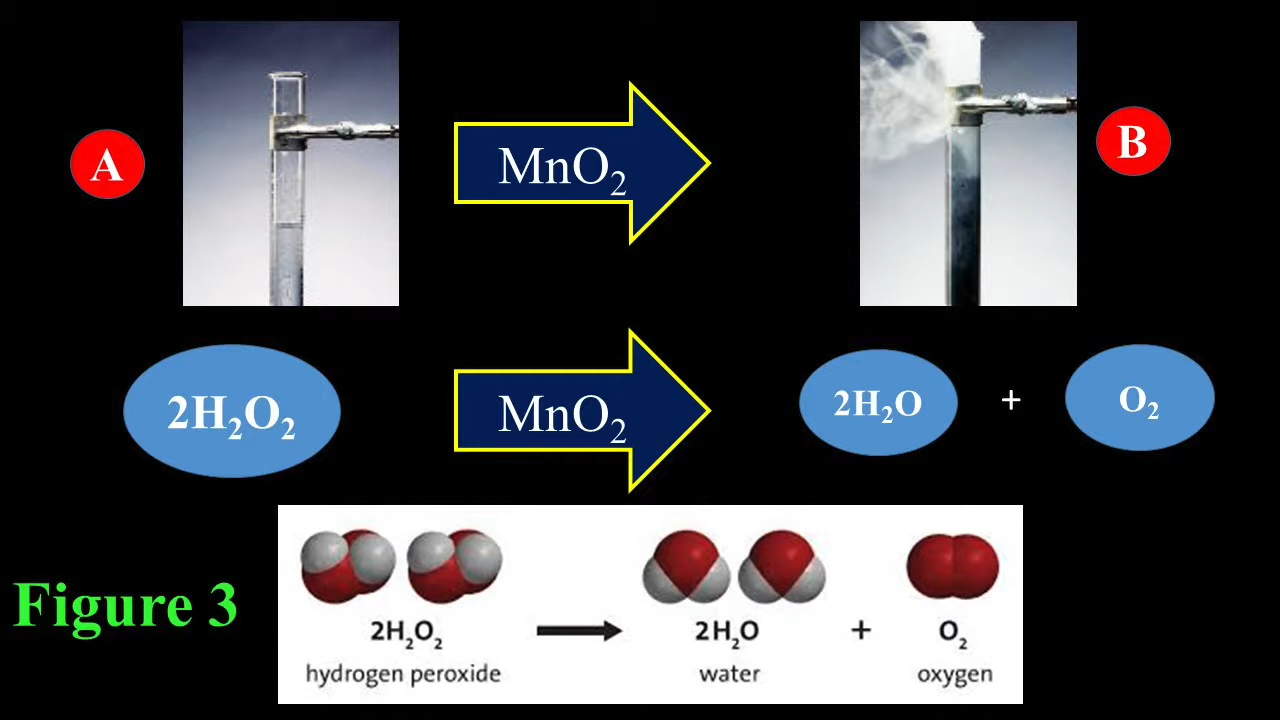 A
MnO₂
B
2H₂O₂
MnO₂
2H₂O + O₂
Figure 3
2H₂O₂ 2H₂O + O₂
hydrogen peroxide water oxygen